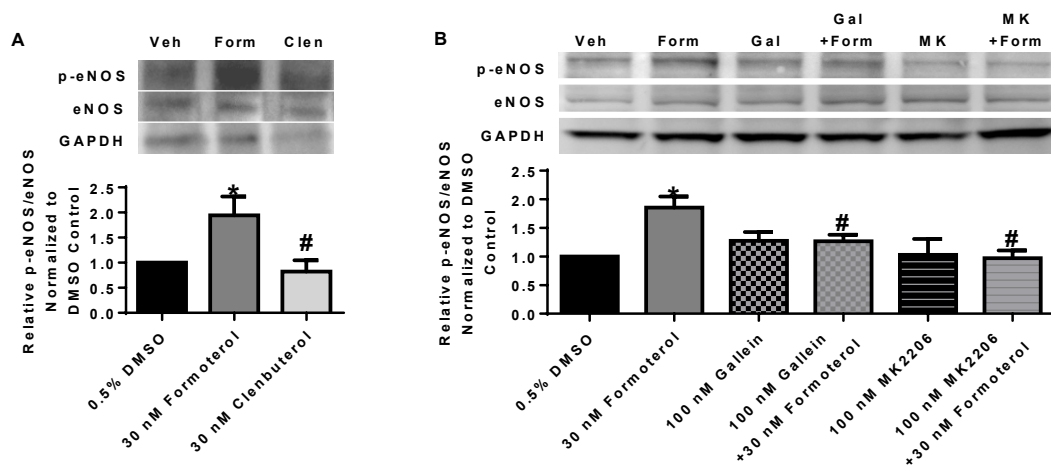 A
Veh Form Clen
p-eNOS
eNOS
GAPDH
Relative p-eNOS/eNOS
Normalized to
DMSO Control
2.5
2.0
1.5
1.0
0.5
0.0
*
#
0.5% DMSO
30 nM Formoterol
30 nM Clenbuterol
B
Veh Form Gal Gal
+Form MK MK
+Form
p-eNOS
eNOS
GAPDH
Relative p-eNOS/eNOS
Normalized to DMSO
Control
2.5
2.0
1.5
1.0
0.5
0.0
*
#
#
0.5% DMSO
30 nM Formoterol
100 nM Gallein
100 nM Gallein
+30 nM Formoterol
100 nM MK2206
100 nM MK2206
+30 nM Formoterol